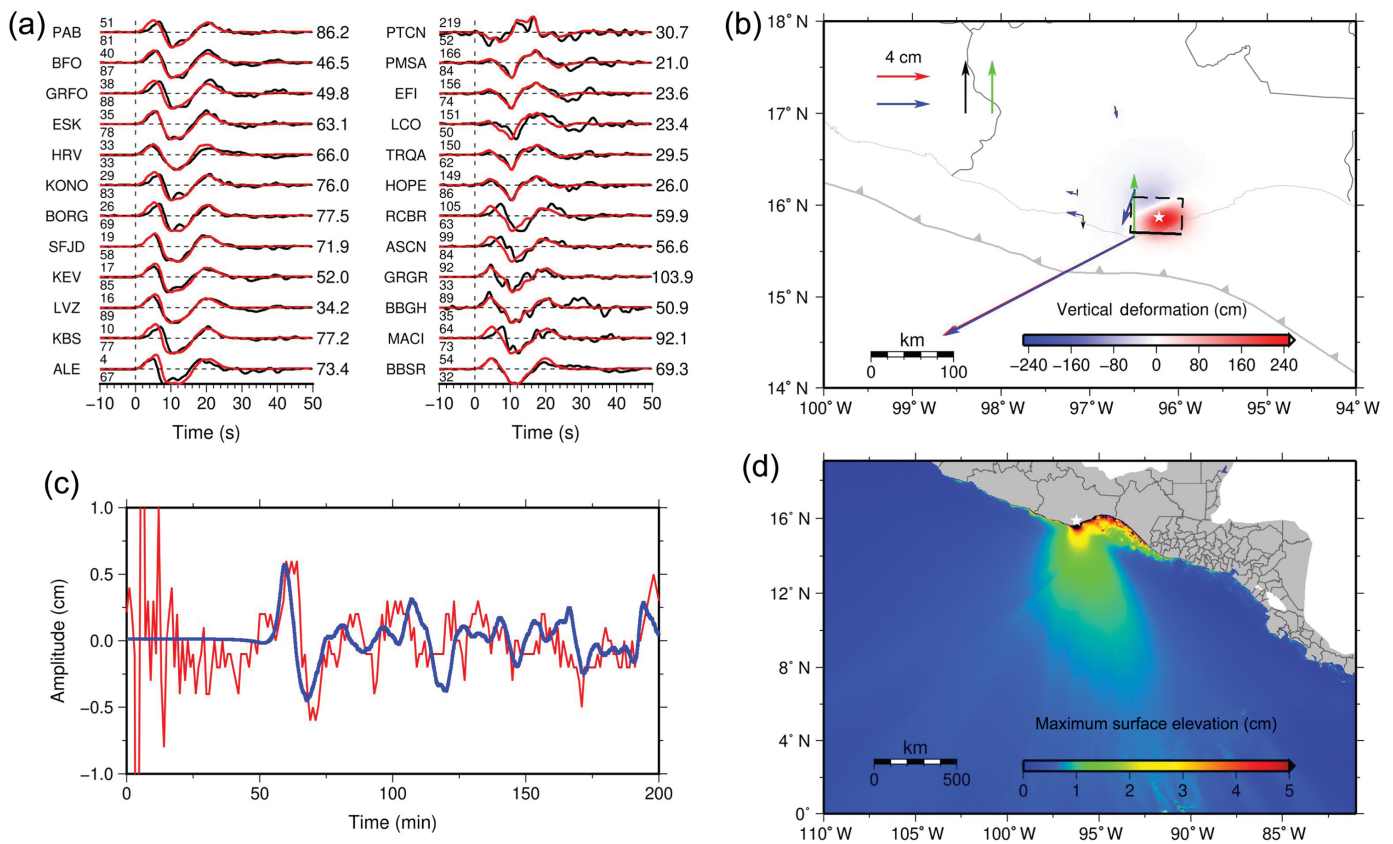 (a)
51
PAB 86.2
81
40
BFO 46.5
87
38
GRFO 49.8
88
35
ESK 63.1
78
33
HRV 66.0
33
29
KONO 76.0
83
26
BORG 77.5
69
19
SFJD 71.9
58
17
KEV 52.0
85
16
LVZ 34.2
89
10
KBS 77.2
77
4
ALE 73.4
67
−10 0 10 20 30 40 50
Time (s)
219
PTCN 30.7
52
166
PMSA 21.0
84
156
EFI 23.6
74
151
LCO 23.4
50
150
TRQA 29.5
62
149
HOPE 26.0
86
105
RCBR 59.9
63
99
ASCN 56.6
84
92
GRGR 103.9
33
89
BBGH 50.9
35
64
MACI 92.1
73
54
BBSR 69.3
32
−10 0 10 20 30 40 50
Time (s)
(b)
18° N
17° N
16° N
15° N
14° N
4 cm
Vertical deformation (cm)
km
0 100
−240 −160 −80 0 80 160 240
100° W 99° W 98° W 97° W 96° W 95° W 94° W
(c)
1.0
0.5
0.0
−0.5
−1.0
Amplitude (cm)
0 50 100 150 200
Time (min)
(d)
16° N
12° N
8° N
4° N
0°
Maximum surface elevation (cm)
km
0 500
0 1 2 3 4 5
110° W 105° W 100° W 95° W 90° W 85° W